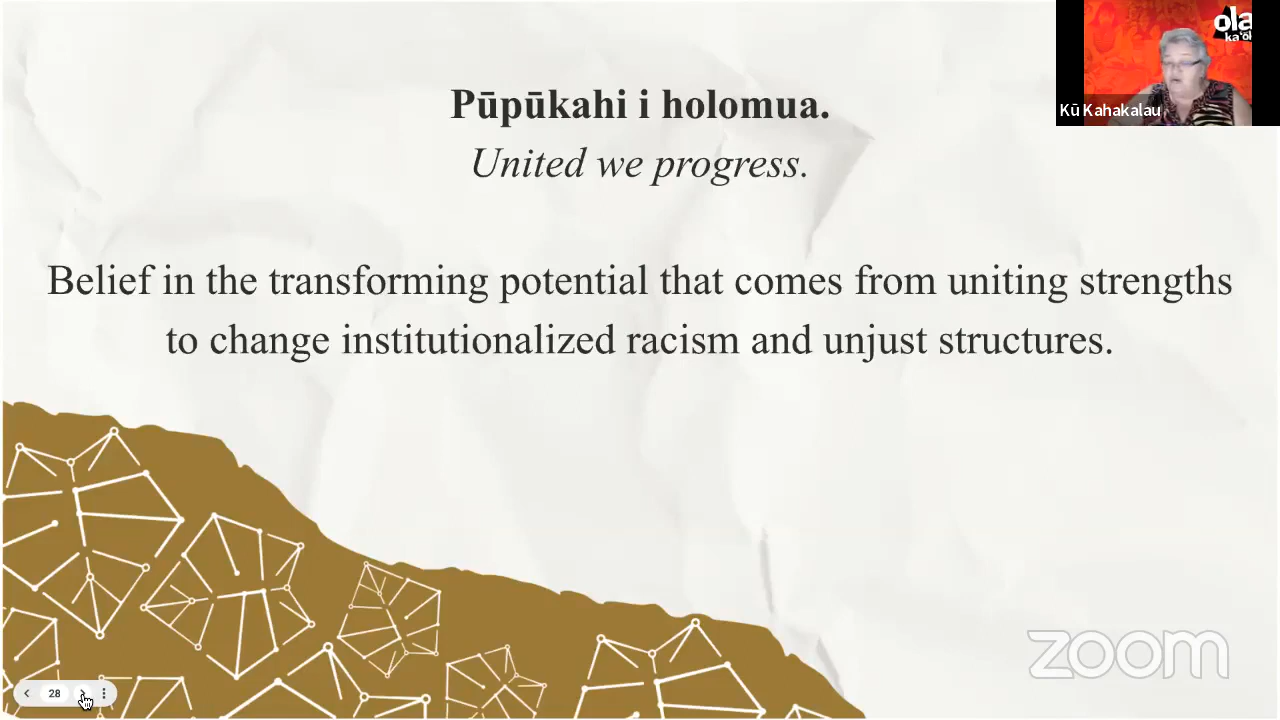 Pūpūkahi i holomua.
United we progress.
Belief in the transforming potential that comes from uniting strengths
to change institutionalized racism and unjust structures.
ola
Kū Kahakalau
zoom
28